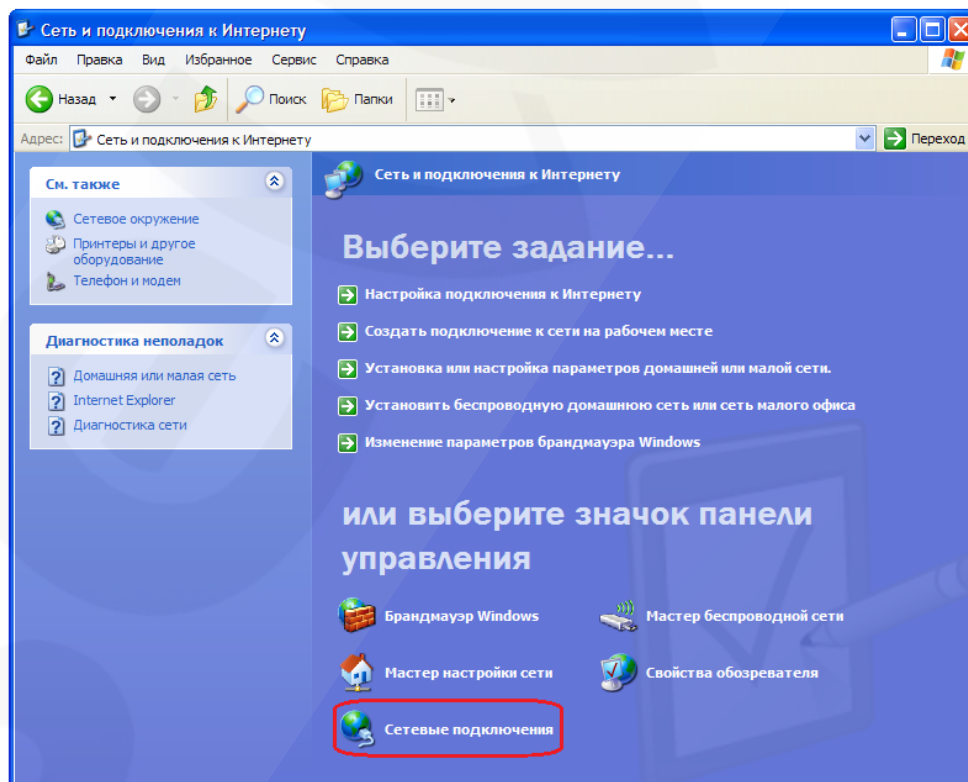 Сеть и подключения к Интернету
Файл Правка Вид Избранное Сервис Справка
Назад Поиск Папки
Адрес: Сеть и подключения к Интернету Переход
См. также
Сетевое окружение
Принтеры и другое
оборудование
Телефон и модем
Диагностика неполадок
Домашняя или малая сеть
Internet Explorer
Диагностика сети
Сеть и подключения к Интернету
Выберите задание...
Настройка подключения к Интернету
Создать подключение к сети на рабочем месте
Установка или настройка параметров домашней или малой сети.
Установить беспроводную домашнюю сеть или сеть малого офиса
Изменение параметров брандмауэра Windows
или выберите значок панели
управления
Брандмауэр Windows
Мастер беспроводной сети
Мастер настройки сети
Свойства обозревателя
Сетевые подключения